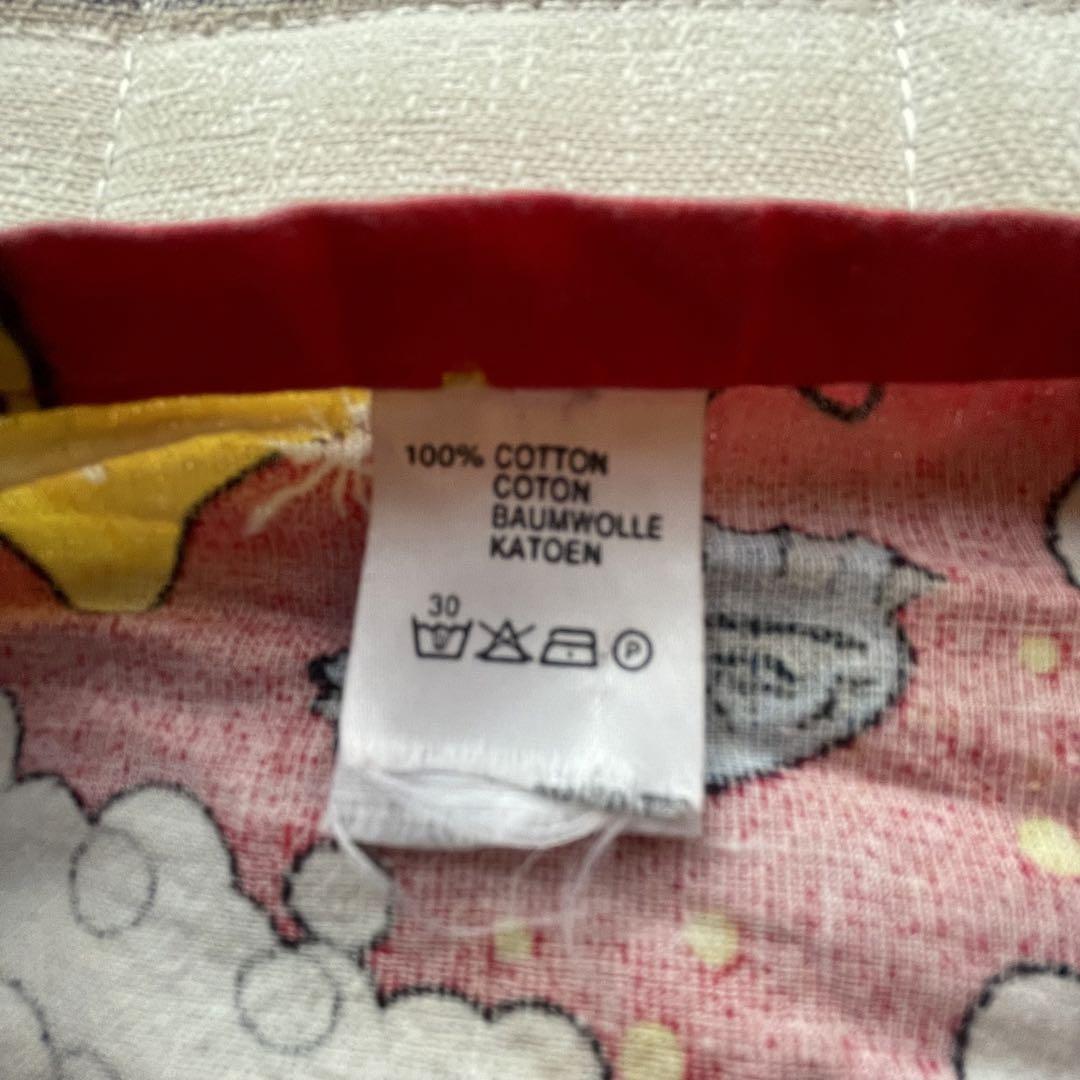 100% COTTON
COTON
BAUMWOLLE
KATOEN
30
P